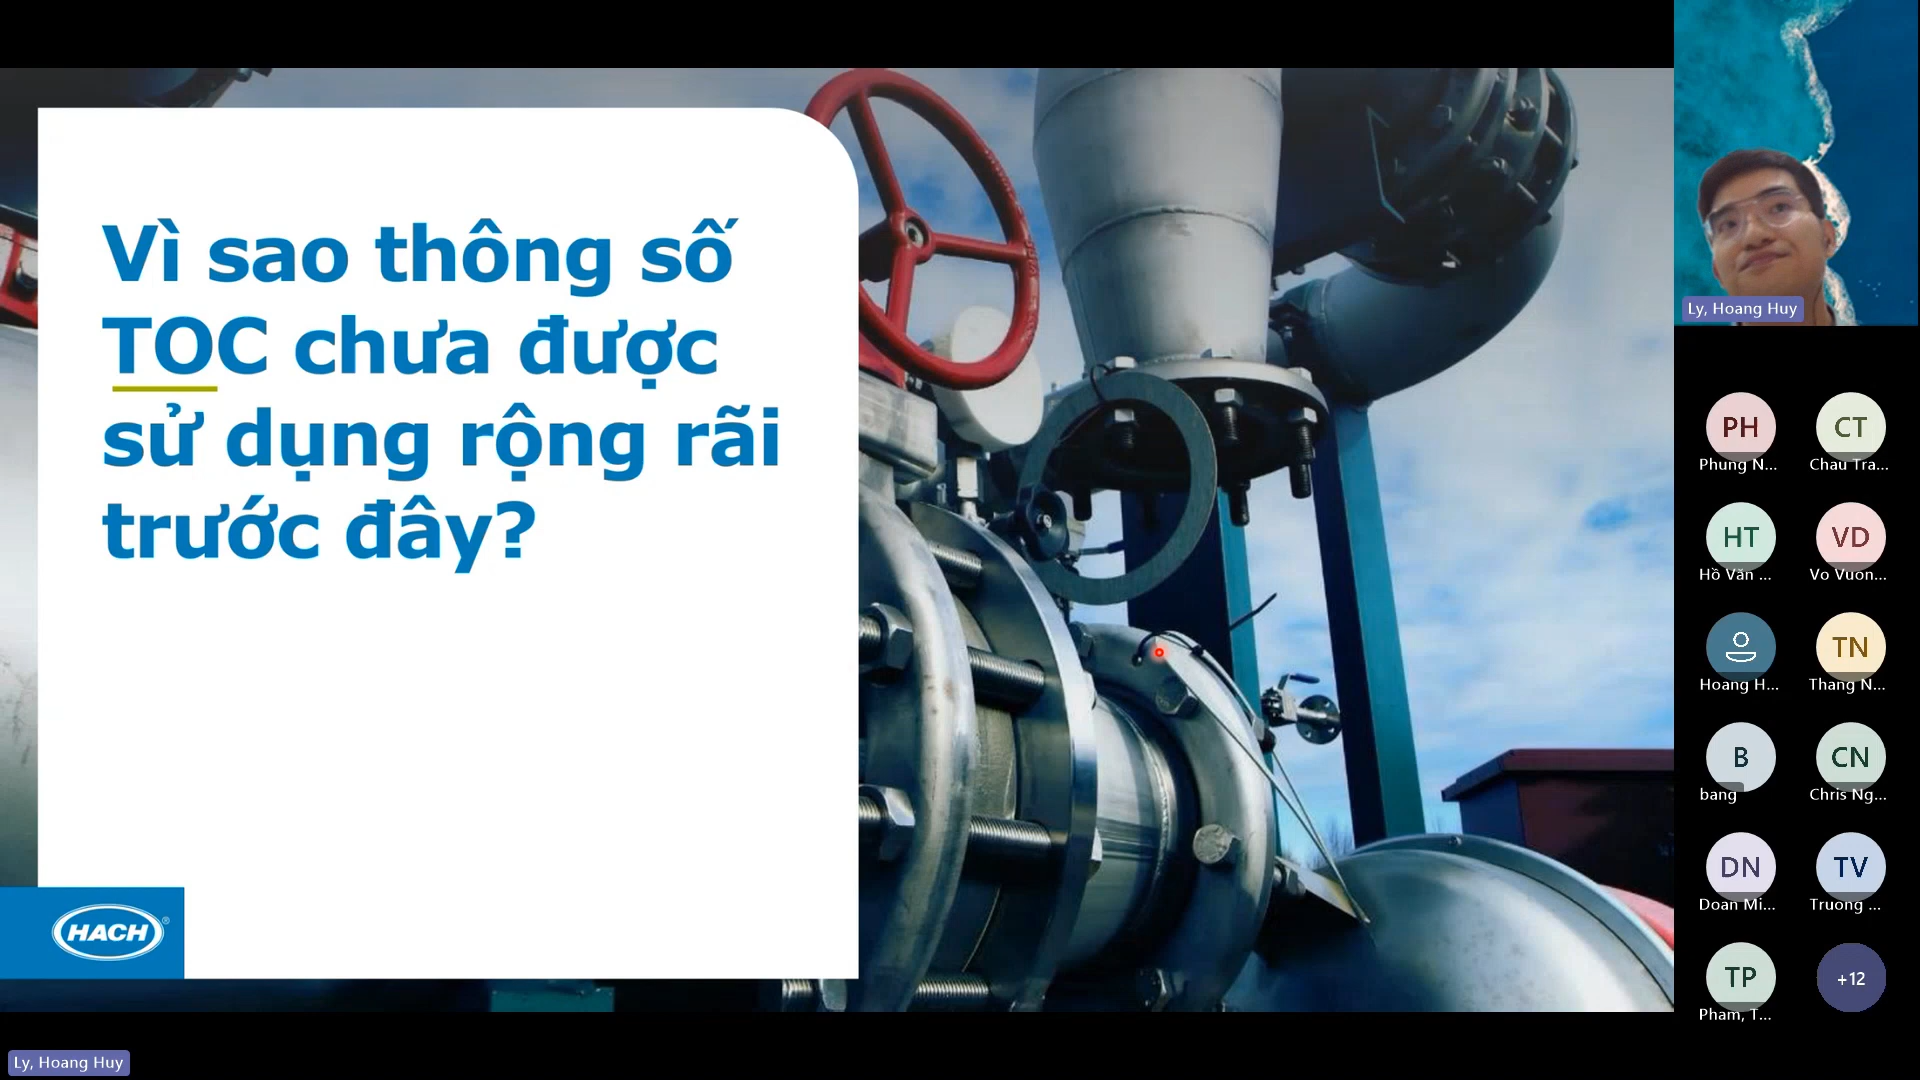 Vì sao thông số
TOC chưa được
sử dụng rộng rãi
trước đây?
HACH®
Ly, Hoang Huy
PH
Phung N...
CT
Chau Tra...
HT
Hồ Văn ...
VD
Vo Vuon...
Hoang H...
TN
Thang N...
B
bang
CN
Chris Ng...
DN
Doan Mi...
TV
Truong ...
TP
Pham, T...
+12
Ly, Hoang Huy